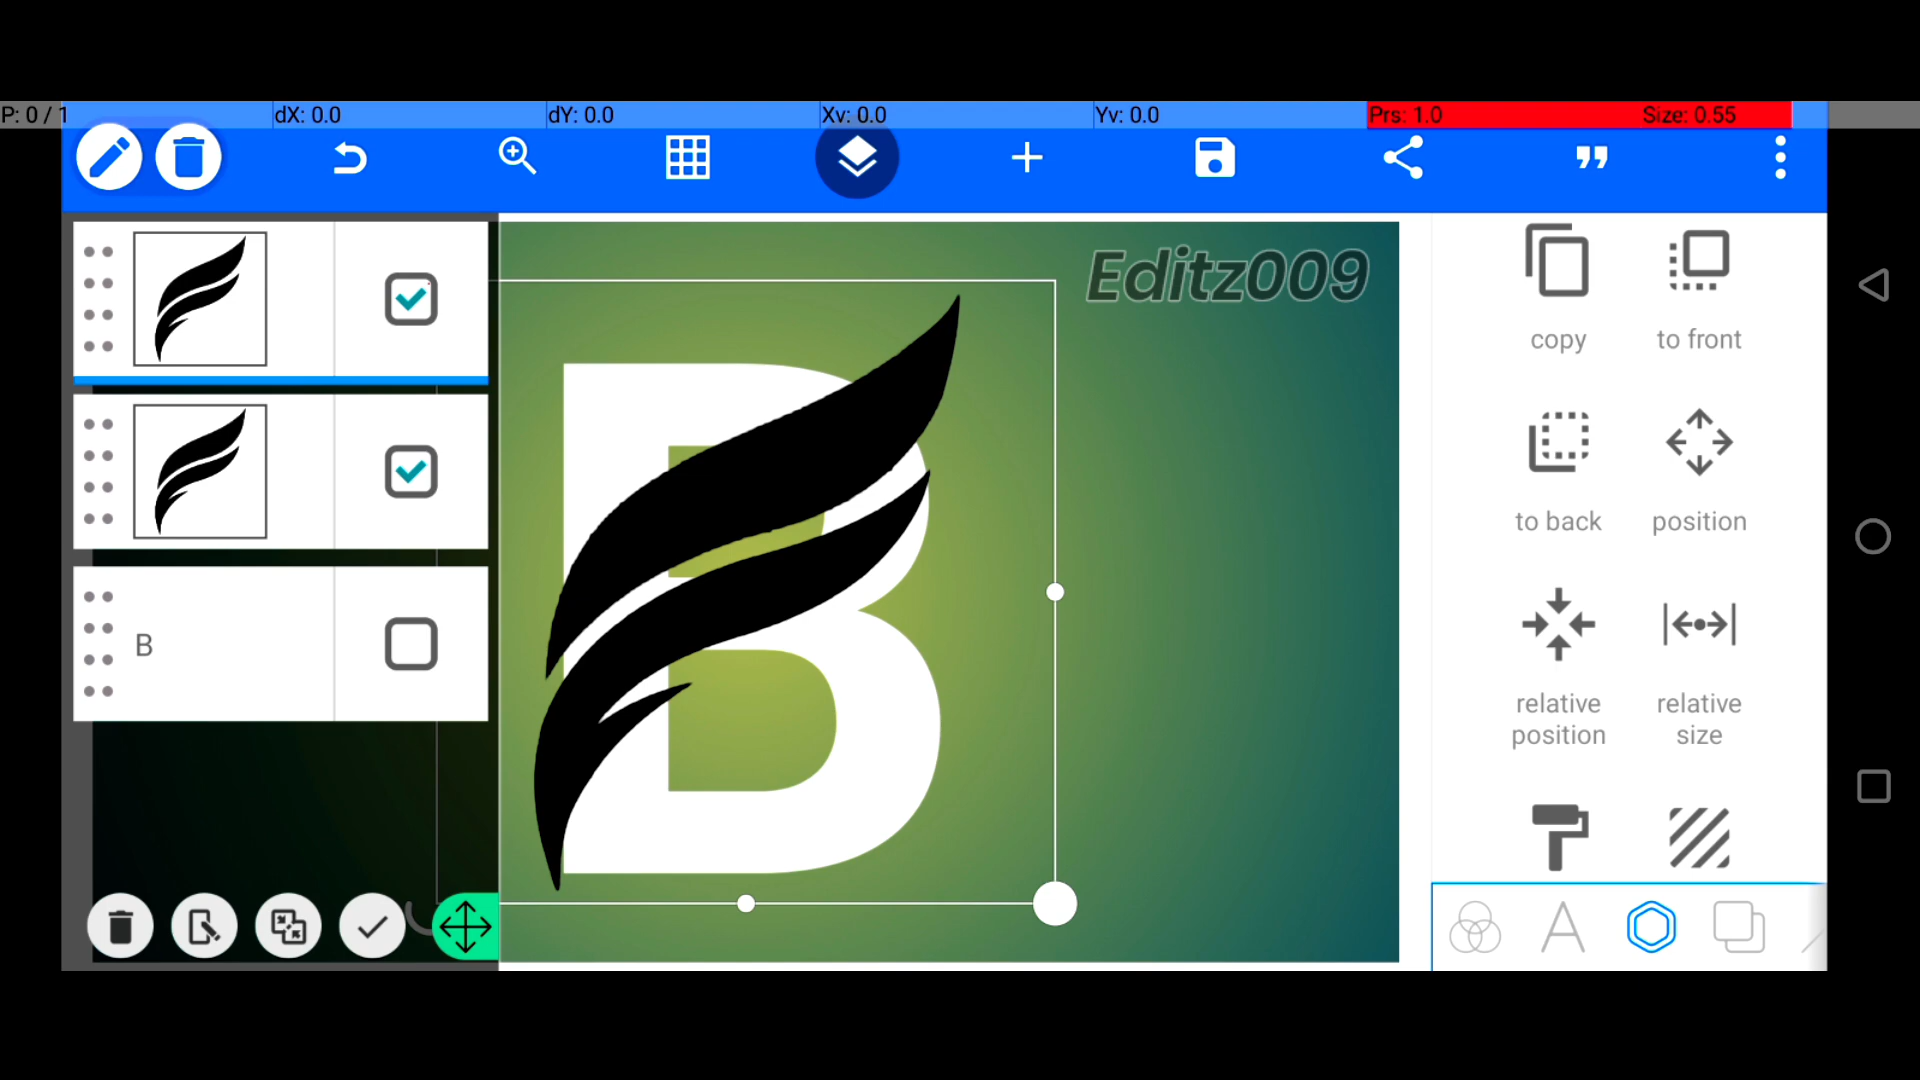 P: 0 / 1 dX: 0.0 dY: 0.0 Xv: 0.0 Yv: 0.0 Prs: 1.0 Size: 0.55
Editz009
B
B
copy to front
to back position
relative position
relative size